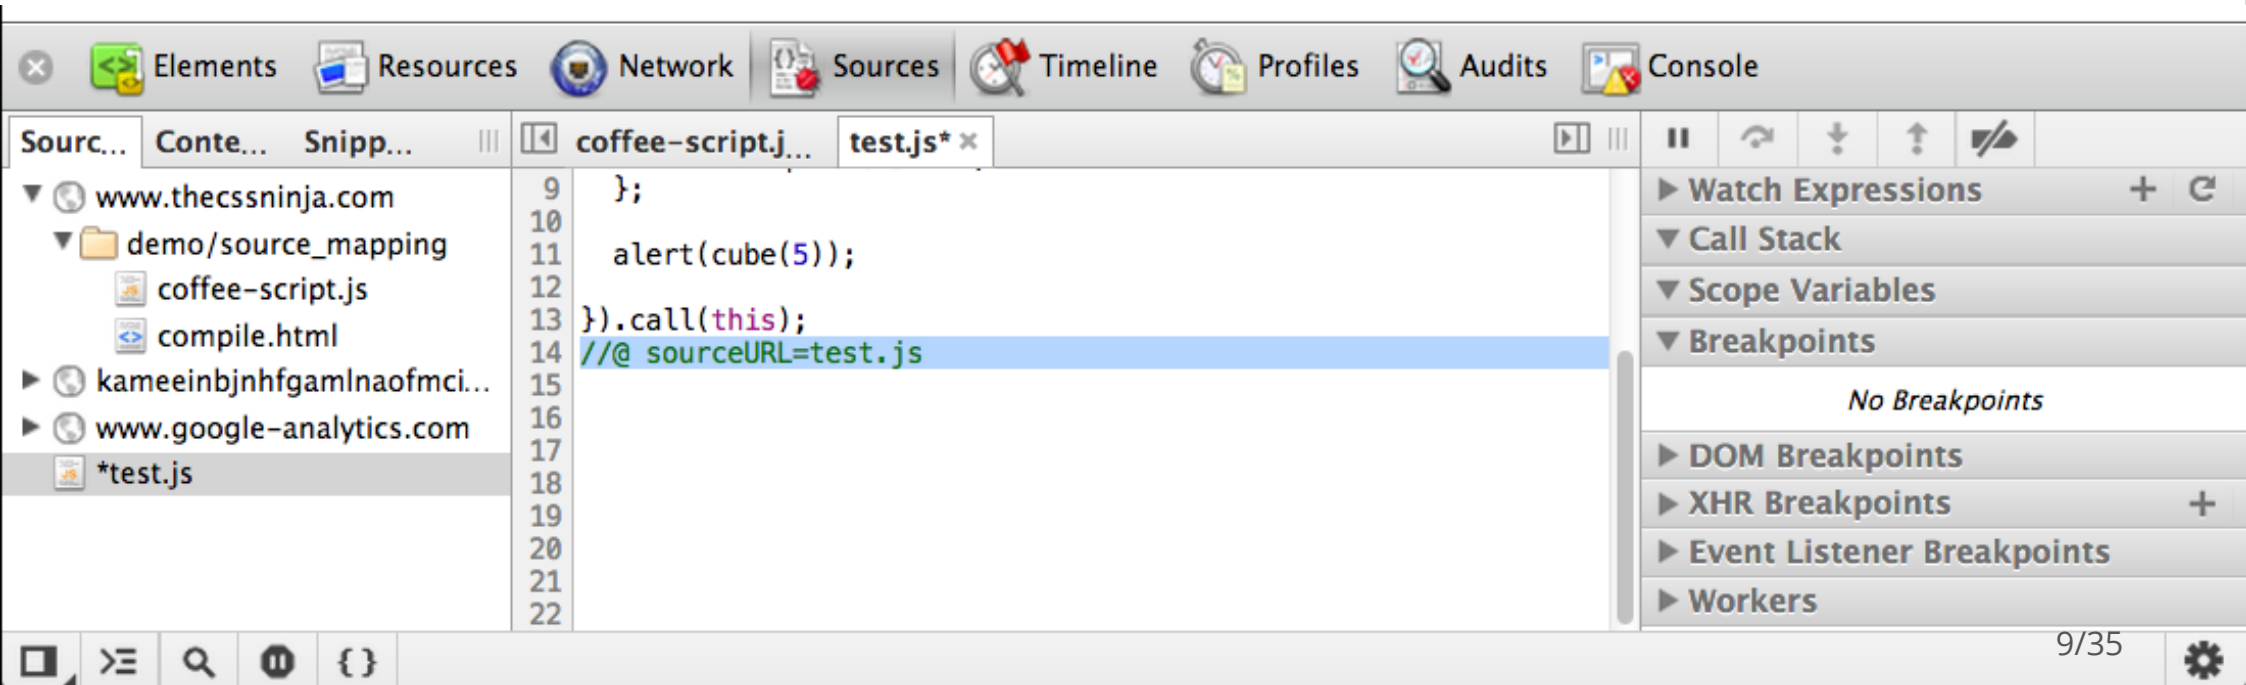 Elements Resources Network Sources Timeline Profiles Audits Console
Sourc... Conte... Snipp...
coffee-script.j... test.js*
www.thecssninja.com
demo/source_mapping
coffee-script.js
compile.html
kameeinbjnhfgamlnaofmci...
www.google-analytics.com
*test.js
9 };
10
11 alert(cube(5));
12
13 }).call(this);
14 //@ sourceURL=test.js
15
16
17
18
19
20
21
22
Watch Expressions
Call Stack
Scope Variables
Breakpoints
No Breakpoints
DOM Breakpoints
XHR Breakpoints
Event Listener Breakpoints
Workers
9/35